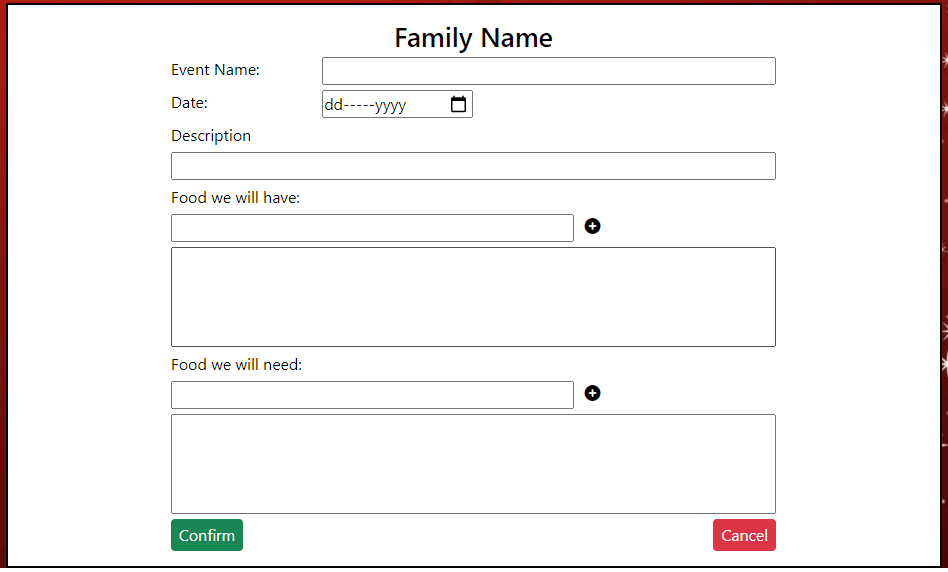 Family Name
Event Name:
Date:
dd-----yyyy
Description
Food we will have:
Food we will need:
Confirm
Cancel